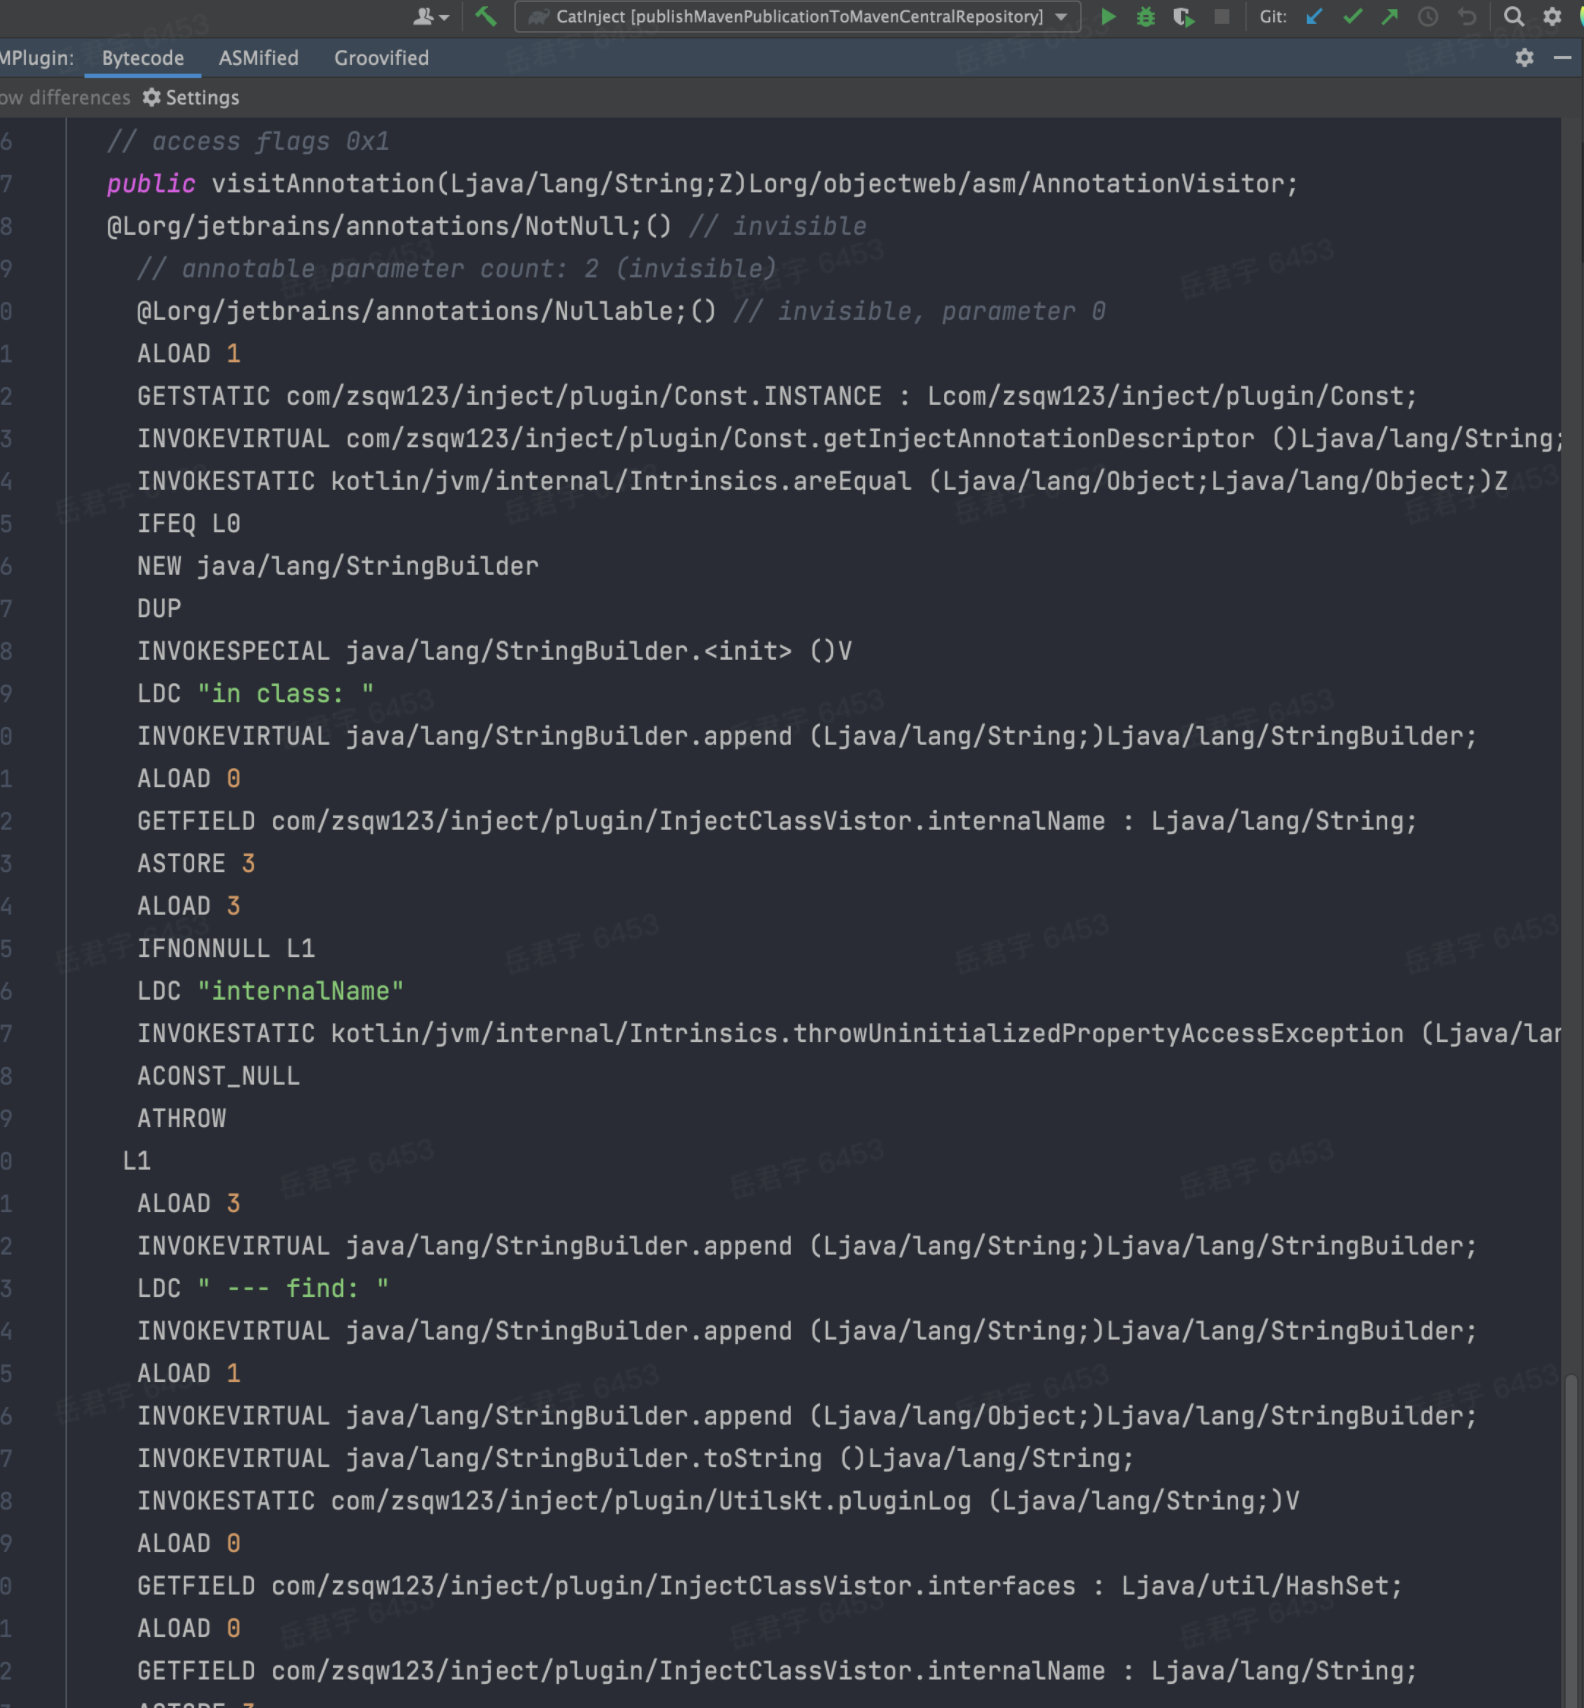 CatInject [publishMavenPublicationToMavenCentralRepository]
Git:
MPlugin:
Bytecode
ASMified
Groovified
ow differences
Settings
6 // access flags 0x1
7 public visitAnnotation(Ljava/lang/String;Z)Lorg/objectweb/asm/AnnotationVisitor;
8 @Lorg/jetbrains/annotations/NotNull;() // invisible
9 // annotable parameter count: 2 (invisible)
0 @Lorg/jetbrains/annotations/Nullable;() // invisible, parameter 0
1 ALOAD 1
2 GETSTATIC com/zsqw123/inject/plugin/Const.INSTANCE : Lcom/zsqw123/inject/plugin/Const;
3 INVOKEVIRTUAL com/zsqw123/inject/plugin/Const.getInjectAnnotationDescriptor ()Ljava/lang/String;
4 INVOKESTATIC kotlin/jvm/internal/Intrinsics.areEqual (Ljava/lang/Object;Ljava/lang/Object;)Z
5 IFEQ L0
6 NEW java/lang/StringBuilder
7 DUP
8 INVOKESPECIAL java/lang/StringBuilder.<init> ()V
9 LDC "in class: "
0 INVOKEVIRTUAL java/lang/StringBuilder.append (Ljava/lang/String;)Ljava/lang/StringBuilder;
1 ALOAD 0
2 GETFIELD com/zsqw123/inject/plugin/InjectClassVistor.internalName : Ljava/lang/String;
3 ASTORE 3
4 ALOAD 3
5 IFNONNULL L1
6 LDC "internalName"
7 INVOKESTATIC kotlin/jvm/internal/Intrinsics.throwUninitializedPropertyAccessException (Ljava/lan
8 ACONST_NULL
9 ATHROW
0 L1
1 ALOAD 3
2 INVOKEVIRTUAL java/lang/StringBuilder.append (Ljava/lang/String;)Ljava/lang/StringBuilder;
3 LDC " --- find: "
4 INVOKEVIRTUAL java/lang/StringBuilder.append (Ljava/lang/String;)Ljava/lang/StringBuilder;
5 ALOAD 1
6 INVOKEVIRTUAL java/lang/StringBuilder.append (Ljava/lang/Object;)Ljava/lang/StringBuilder;
7 INVOKEVIRTUAL java/lang/StringBuilder.toString ()Ljava/lang/String;
8 INVOKESTATIC com/zsqw123/inject/plugin/UtilsKt.pluginLog (Ljava/lang/String;)V
9 ALOAD 0
0 GETFIELD com/zsqw123/inject/plugin/InjectClassVistor.interfaces : Ljava/util/HashSet;
1 ALOAD 0
2 GETFIELD com/zsqw123/inject/plugin/InjectClassVistor.internalName : Ljava/lang/String;
ASTORE 3
岳君宇 6453